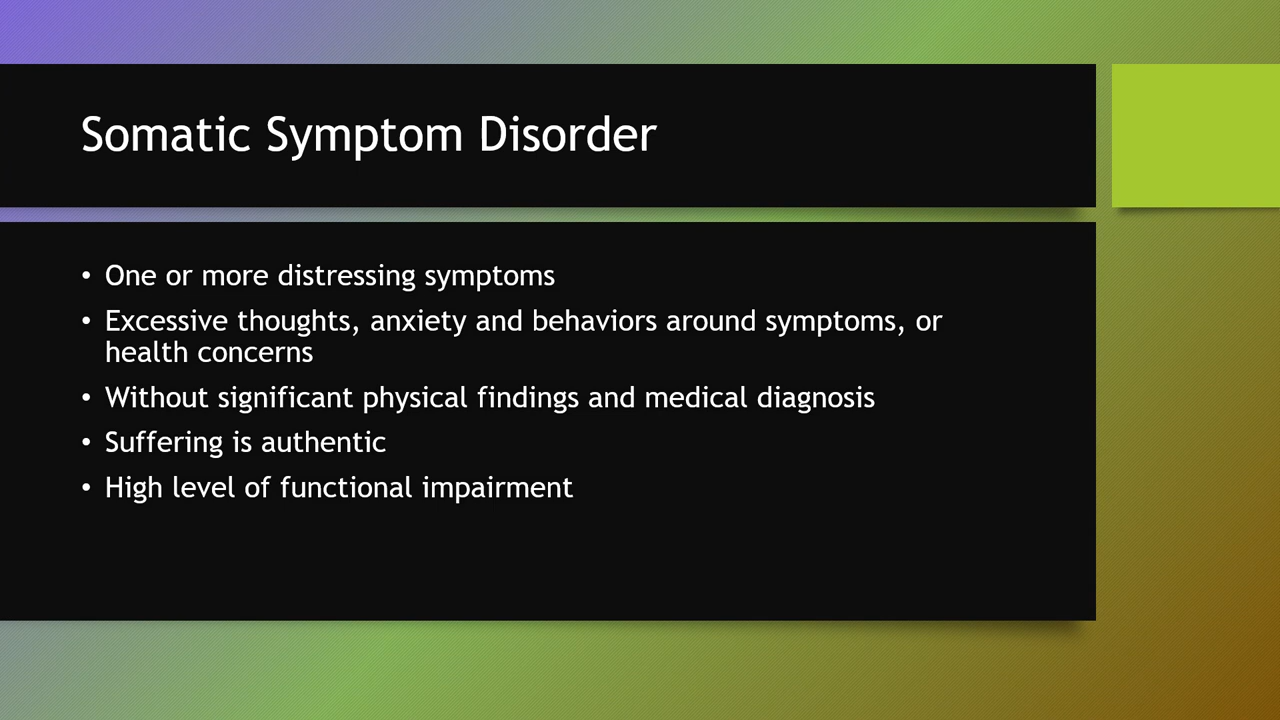 Somatic Symptom Disorder
• One or more distressing symptoms
• Excessive thoughts, anxiety and behaviors around symptoms, or
health concerns
• Without significant physical findings and medical diagnosis
• Suffering is authentic
• High level of functional impairment